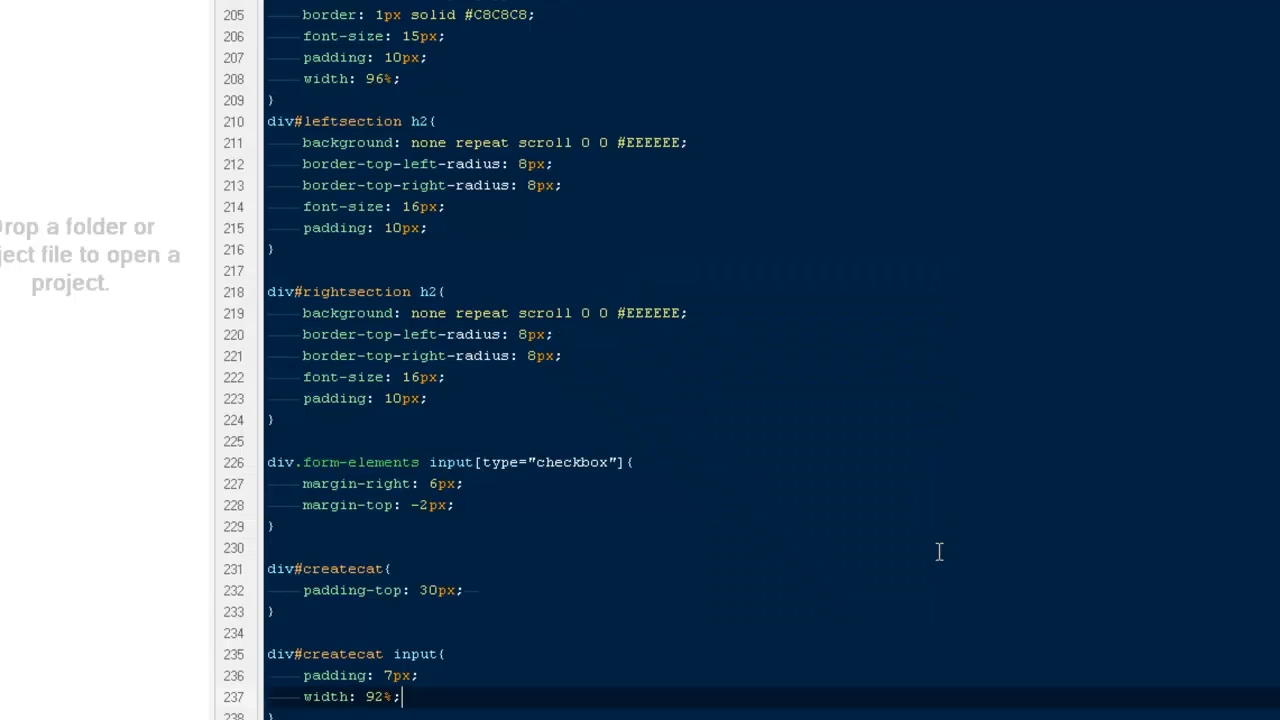 205 border: 1px solid #C8C8C8;
206 font-size: 15px;
207 padding: 10px;
208 width: 96%;
209 }
210 div#leftsection h2{
211 background: none repeat scroll 0 0 #EEEEEE;
212 border-top-left-radius: 8px;
213 border-top-right-radius: 8px;
214 font-size: 16px;
215 padding: 10px;
216 }
217
218 div#rightsection h2{
219 background: none repeat scroll 0 0 #EEEEEE;
220 border-top-left-radius: 8px;
221 border-top-right-radius: 8px;
222 font-size: 16px;
223 padding: 10px;
224 }
225
226 div.form-elements input[type="checkbox"]{
227 margin-right: 6px;
228 margin-top: -2px;
229 }
230
231 div#createcat{
232 padding-top: 30px;
233 }
234
235 div#createcat input{
236 padding: 7px;
237 width: 92%;
238 }
rop a folder or
ject file to open a
project.